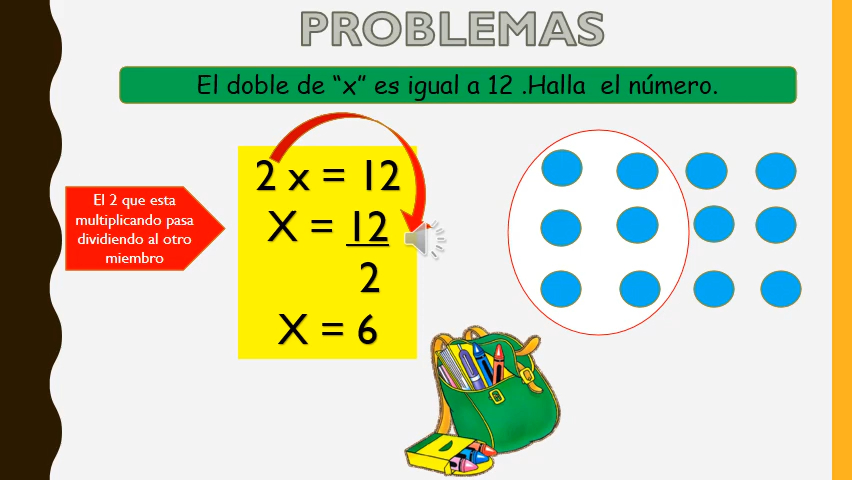 PROBLEMAS
El doble de “x” es igual a 12 .Halla  el número.
El 2 que esta
multiplicando pasa
dividiendo al otro
miembro
2 x = 12
X = 12
2
X = 6